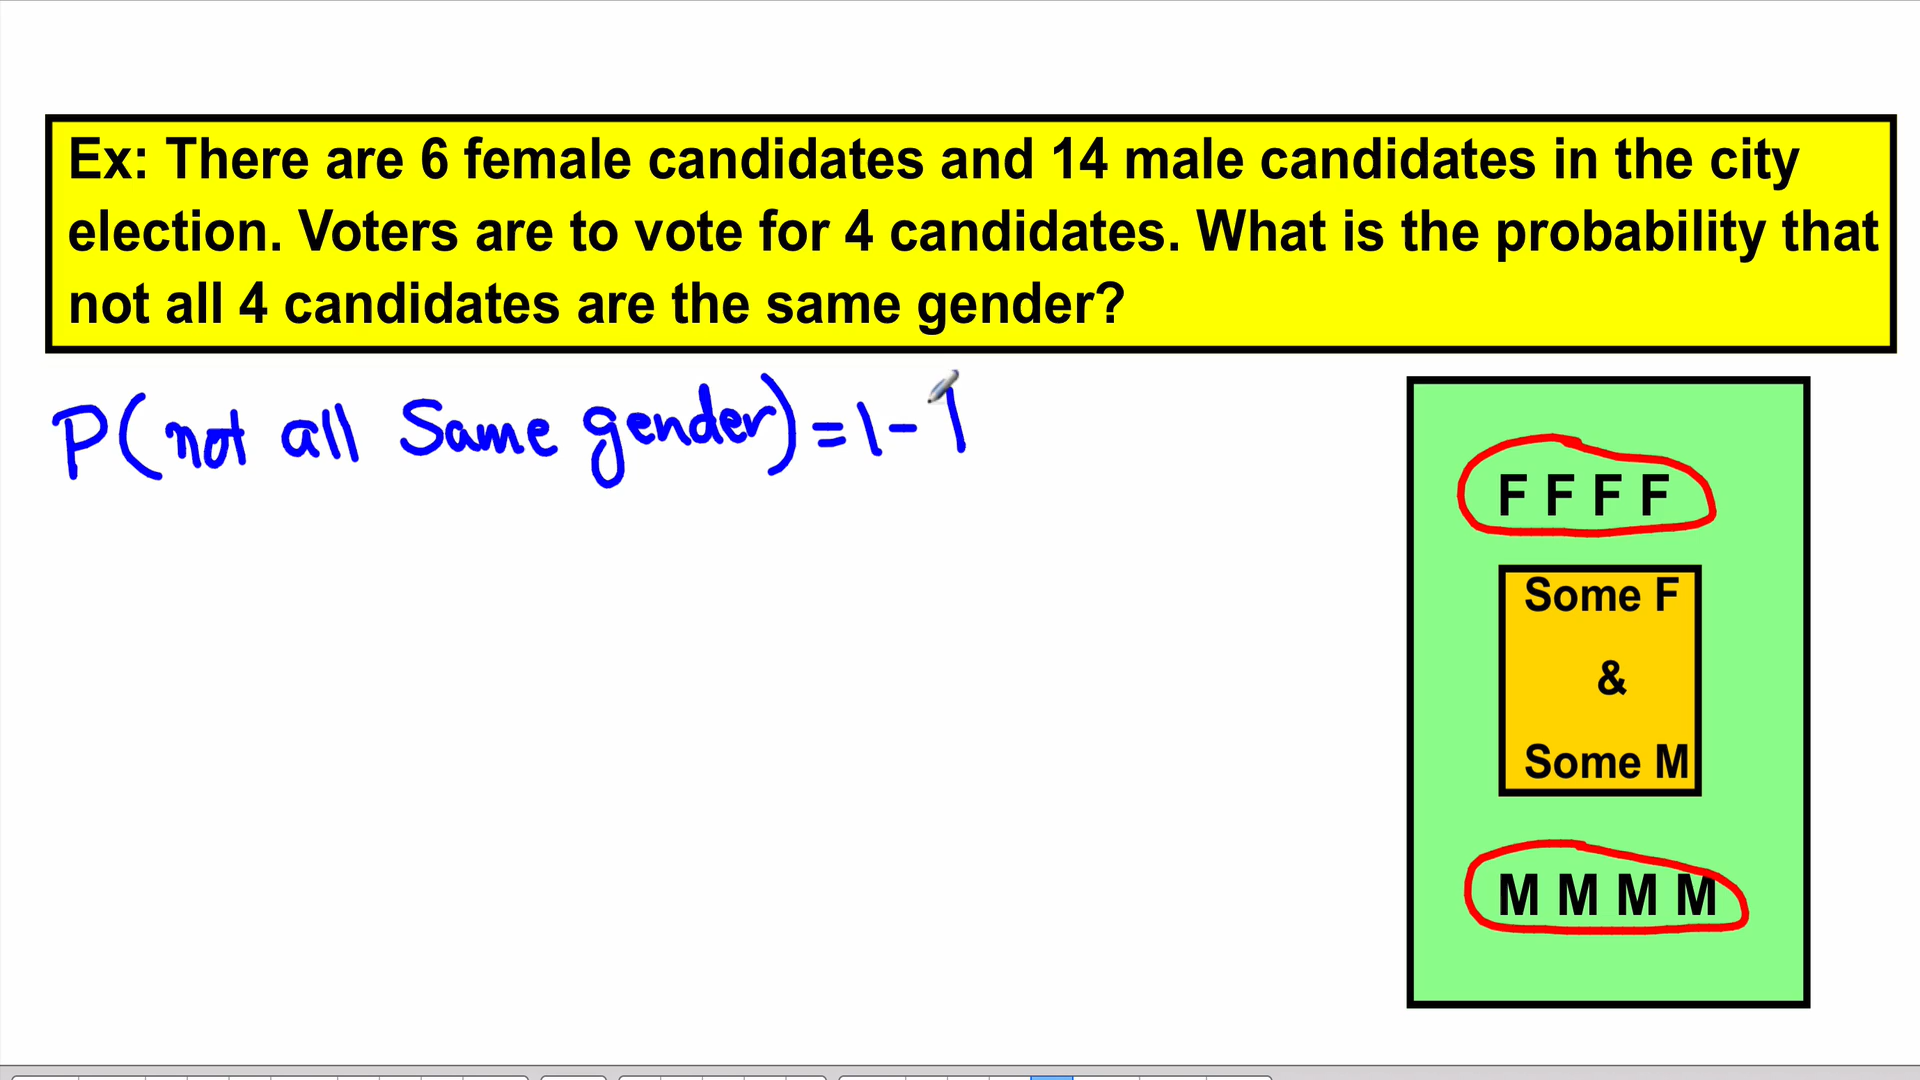 Ex: There are 6 female candidates and 14 male candidates in the city
election. Voters are to vote for 4 candidates. What is the probability that
not all 4 candidates are the same gender?
P(not all Same gender) = 1 -
F F F F
Some F
&
Some M
M M M M